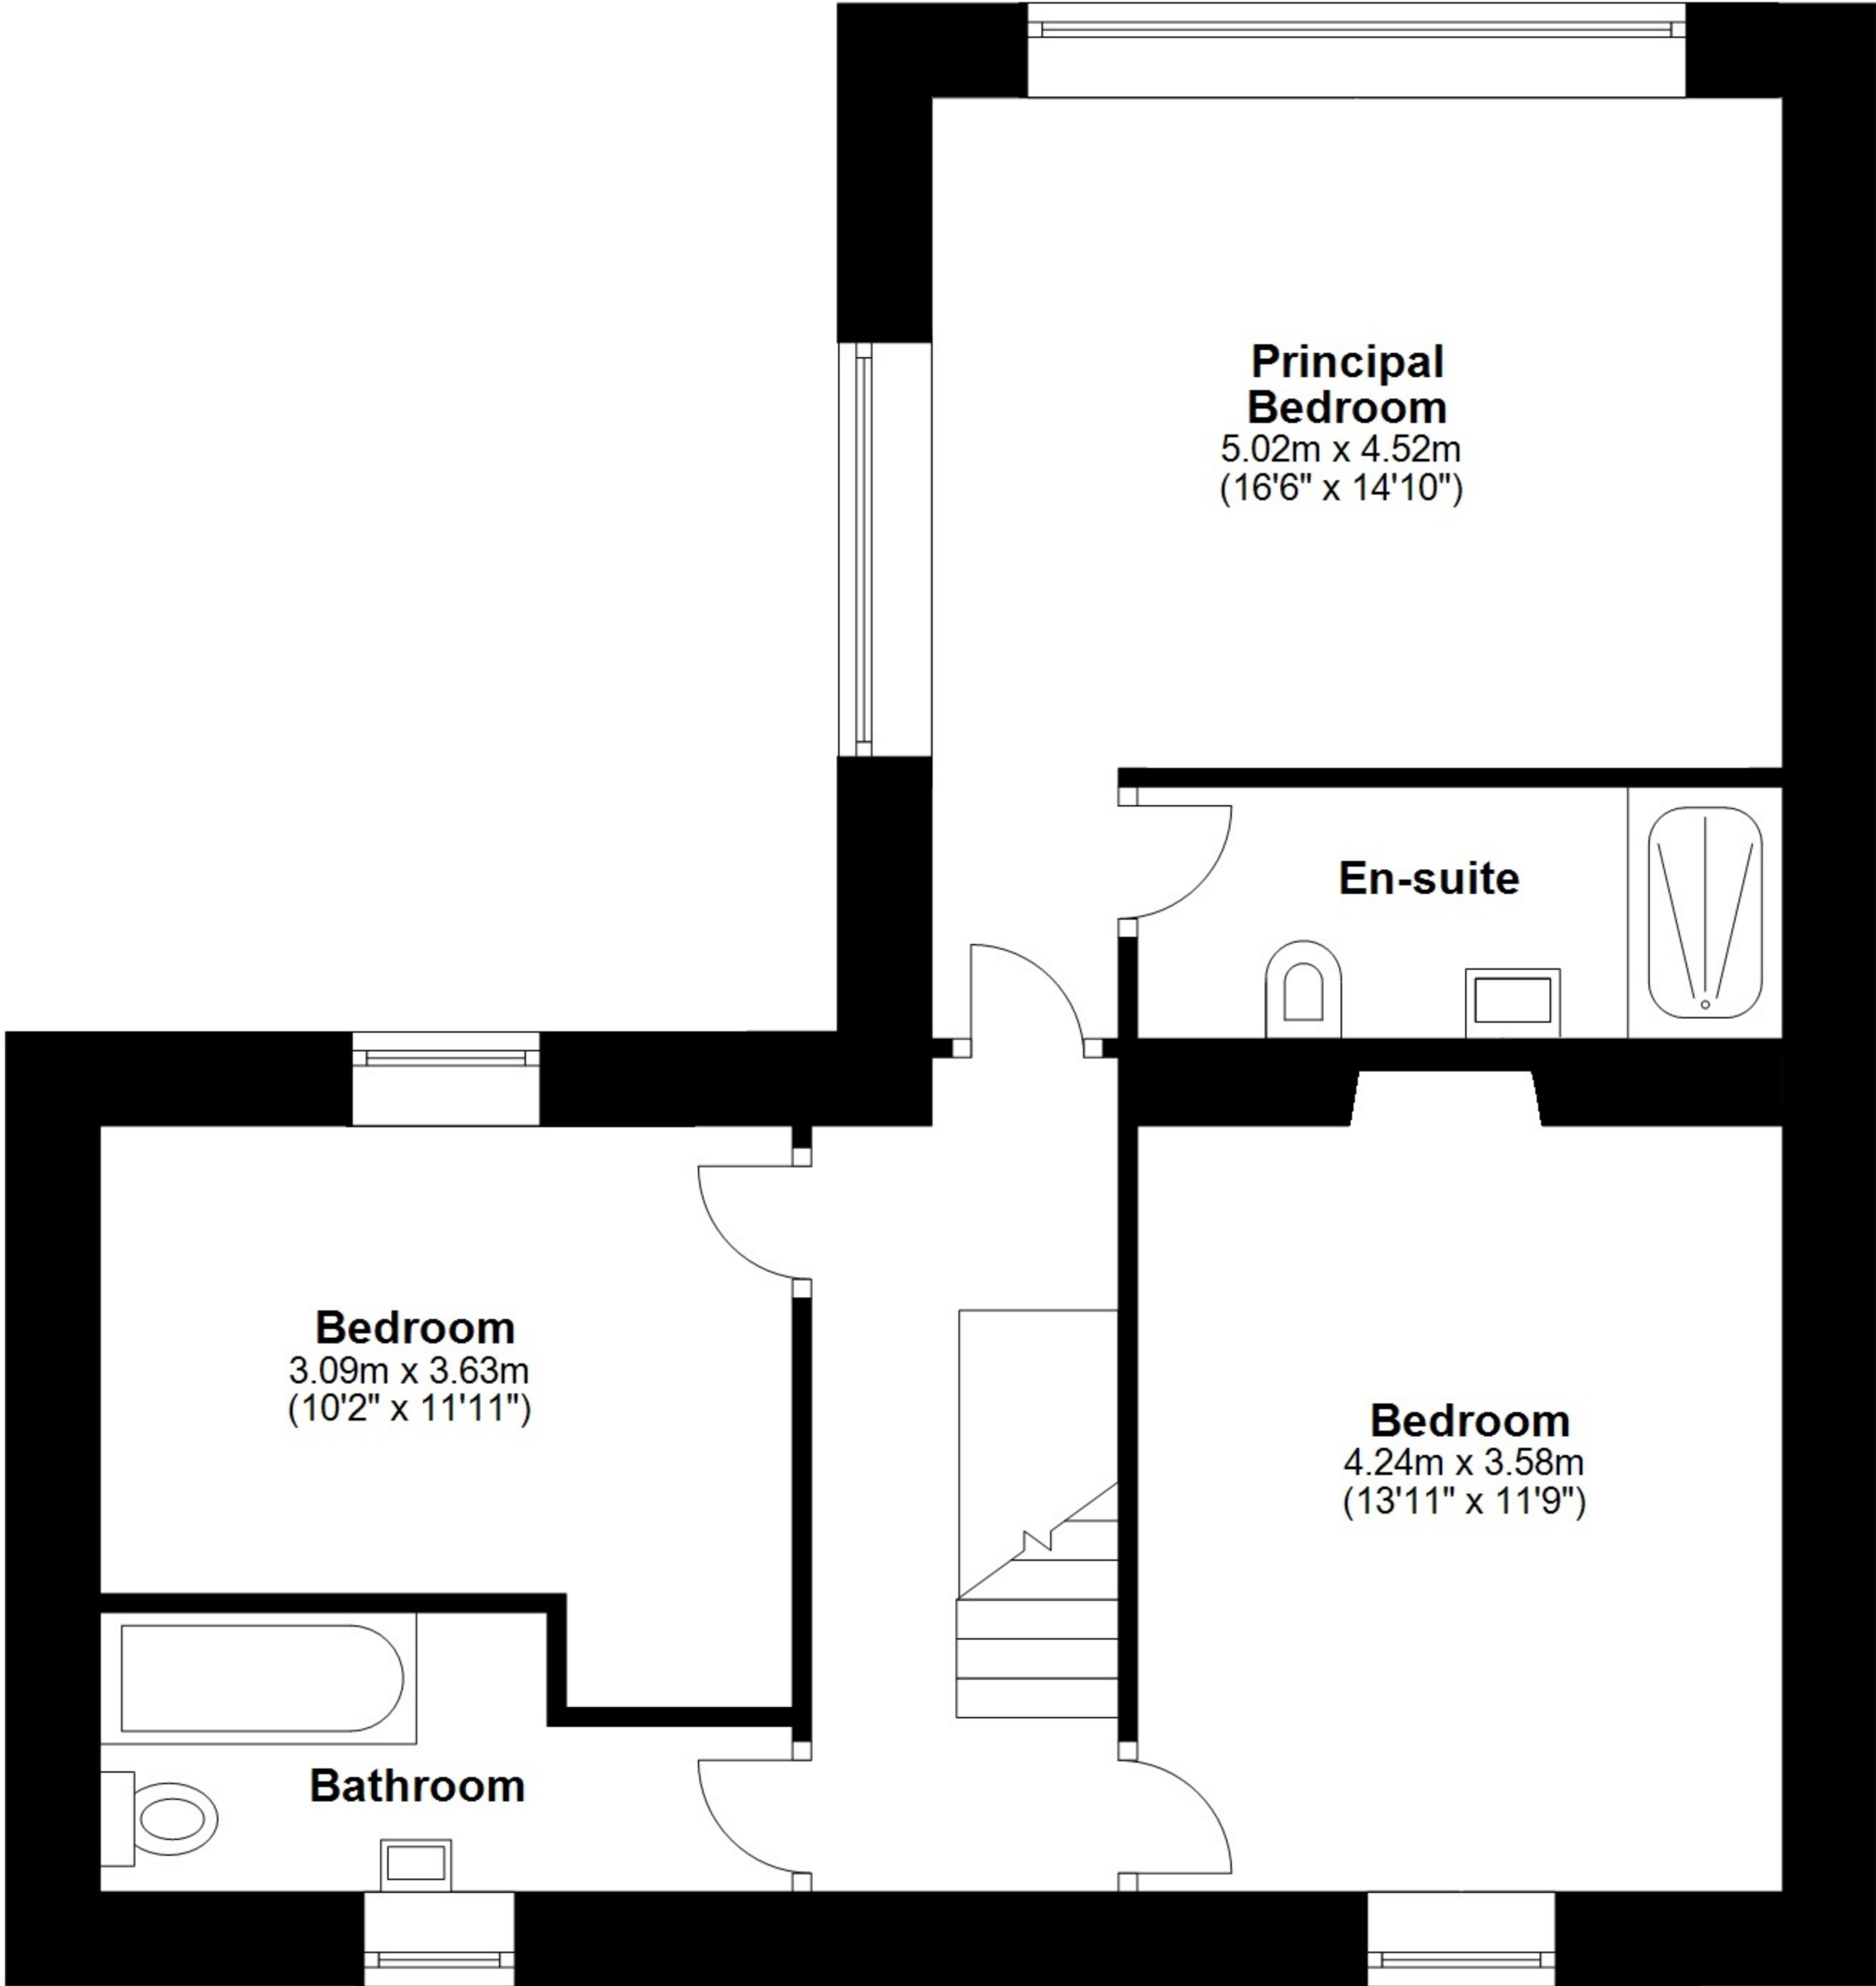 Principal
Bedroom
5.02m x 4.52m
(16'6" x 14'10")
En-suite
Bedroom
3.09m x 3.63m
(10'2" x 11'11")
Bedroom
4.24m x 3.58m
(13'11" x 11'9")
Bathroom